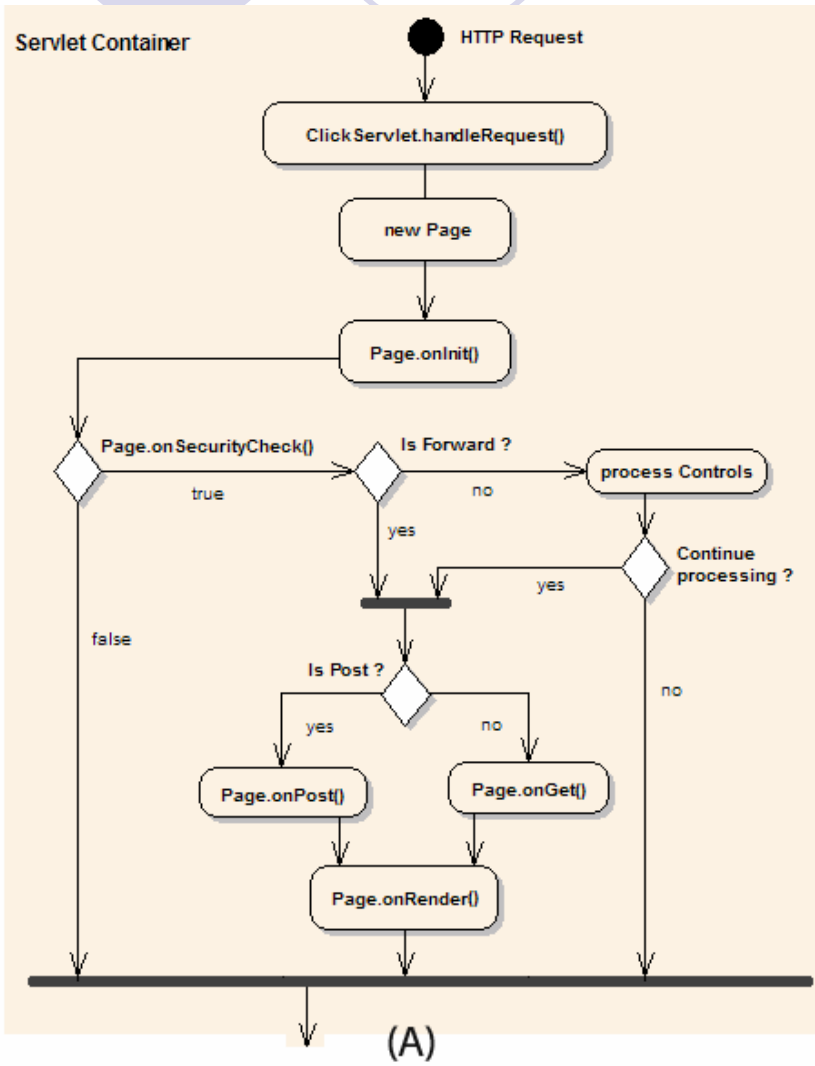 Servlet Container
HTTP Request
ClickServlet.handleRequest()
new Page
Page.onInit()
Page.onSecurityCheck()
Is Forward ?
process Controls
true
no
yes
Continue
processing ?
yes
false
Is Post ?
no
yes
no
Page.onPost()
Page.onGet()
Page.onRender()
(A)